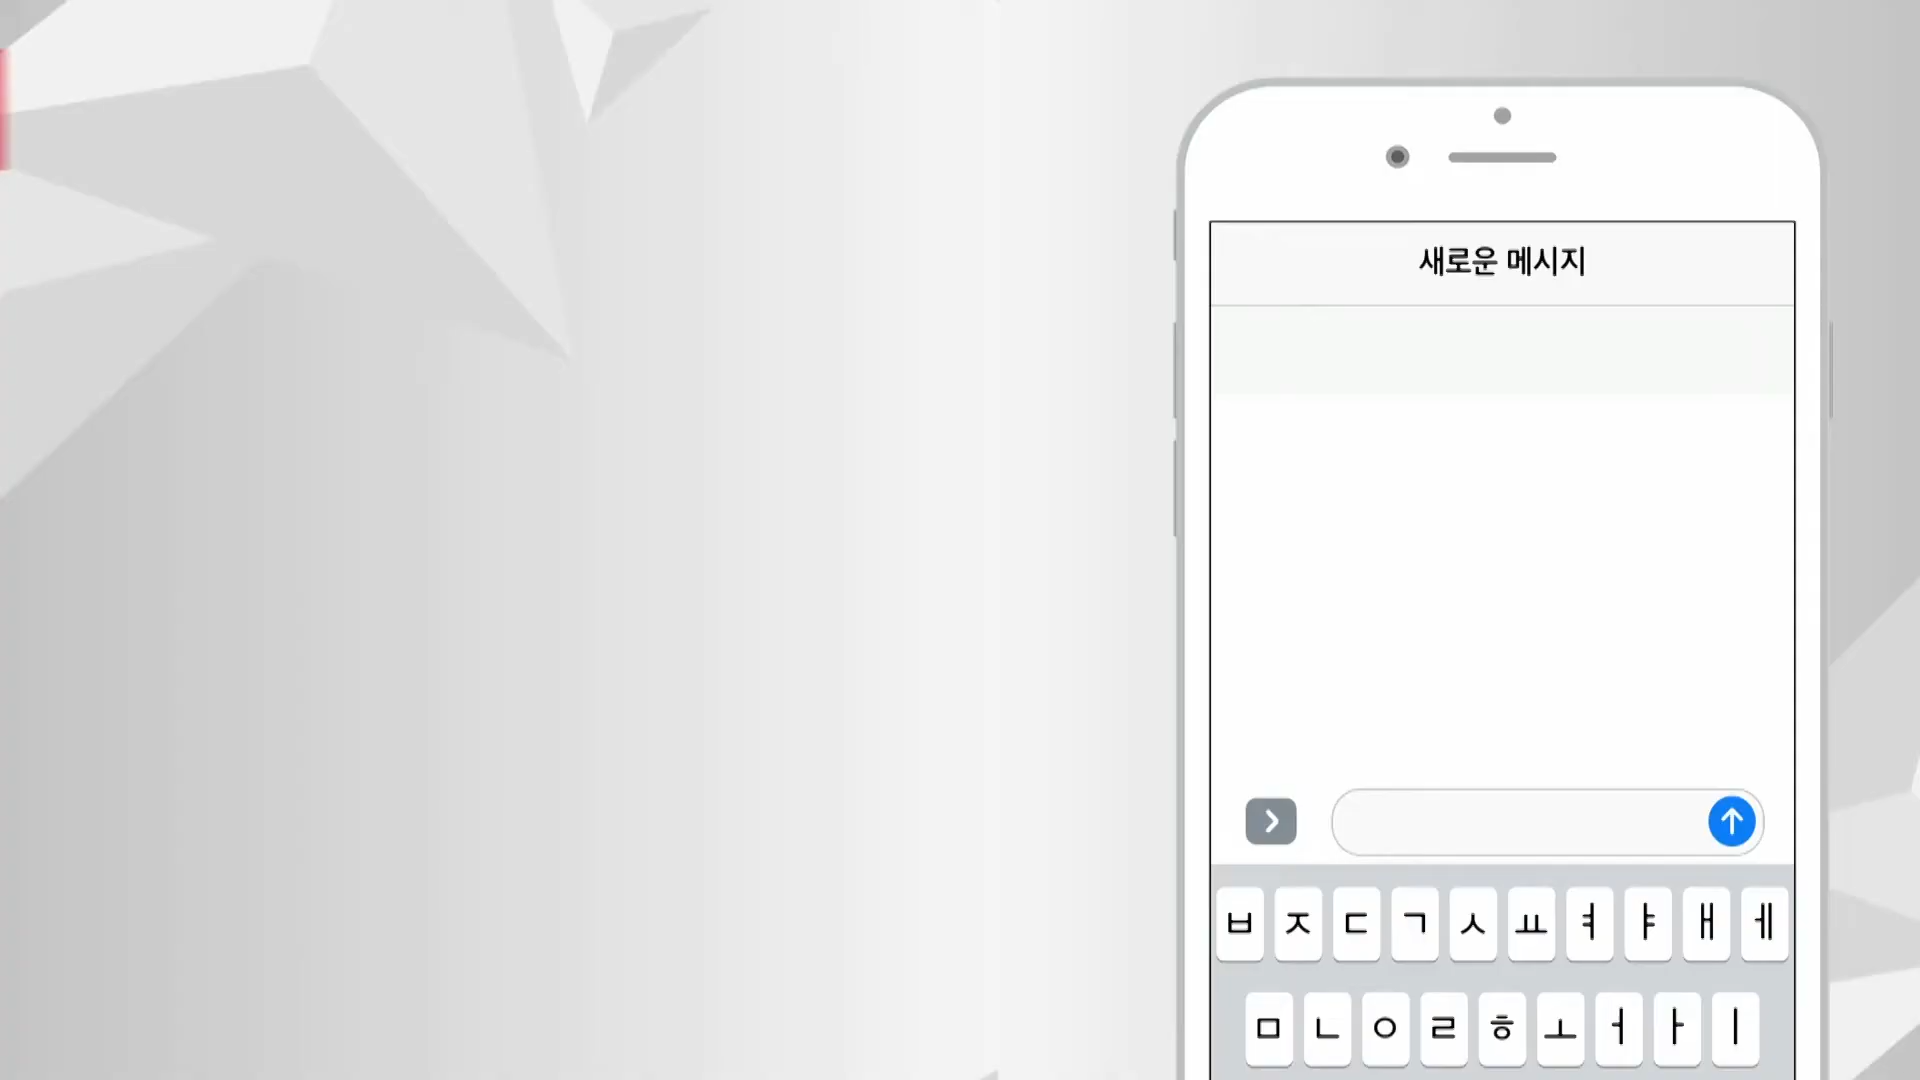 새로운 메시지
ㅂ ㅈ ㄷ ㄱ ㅅ ㅛ ㅕ ㅑ ㅐ ㅔ
ㅁ ㄴ ㅇ ㄹ ㅎ ㅗ ㅓ ㅏ ㅣ